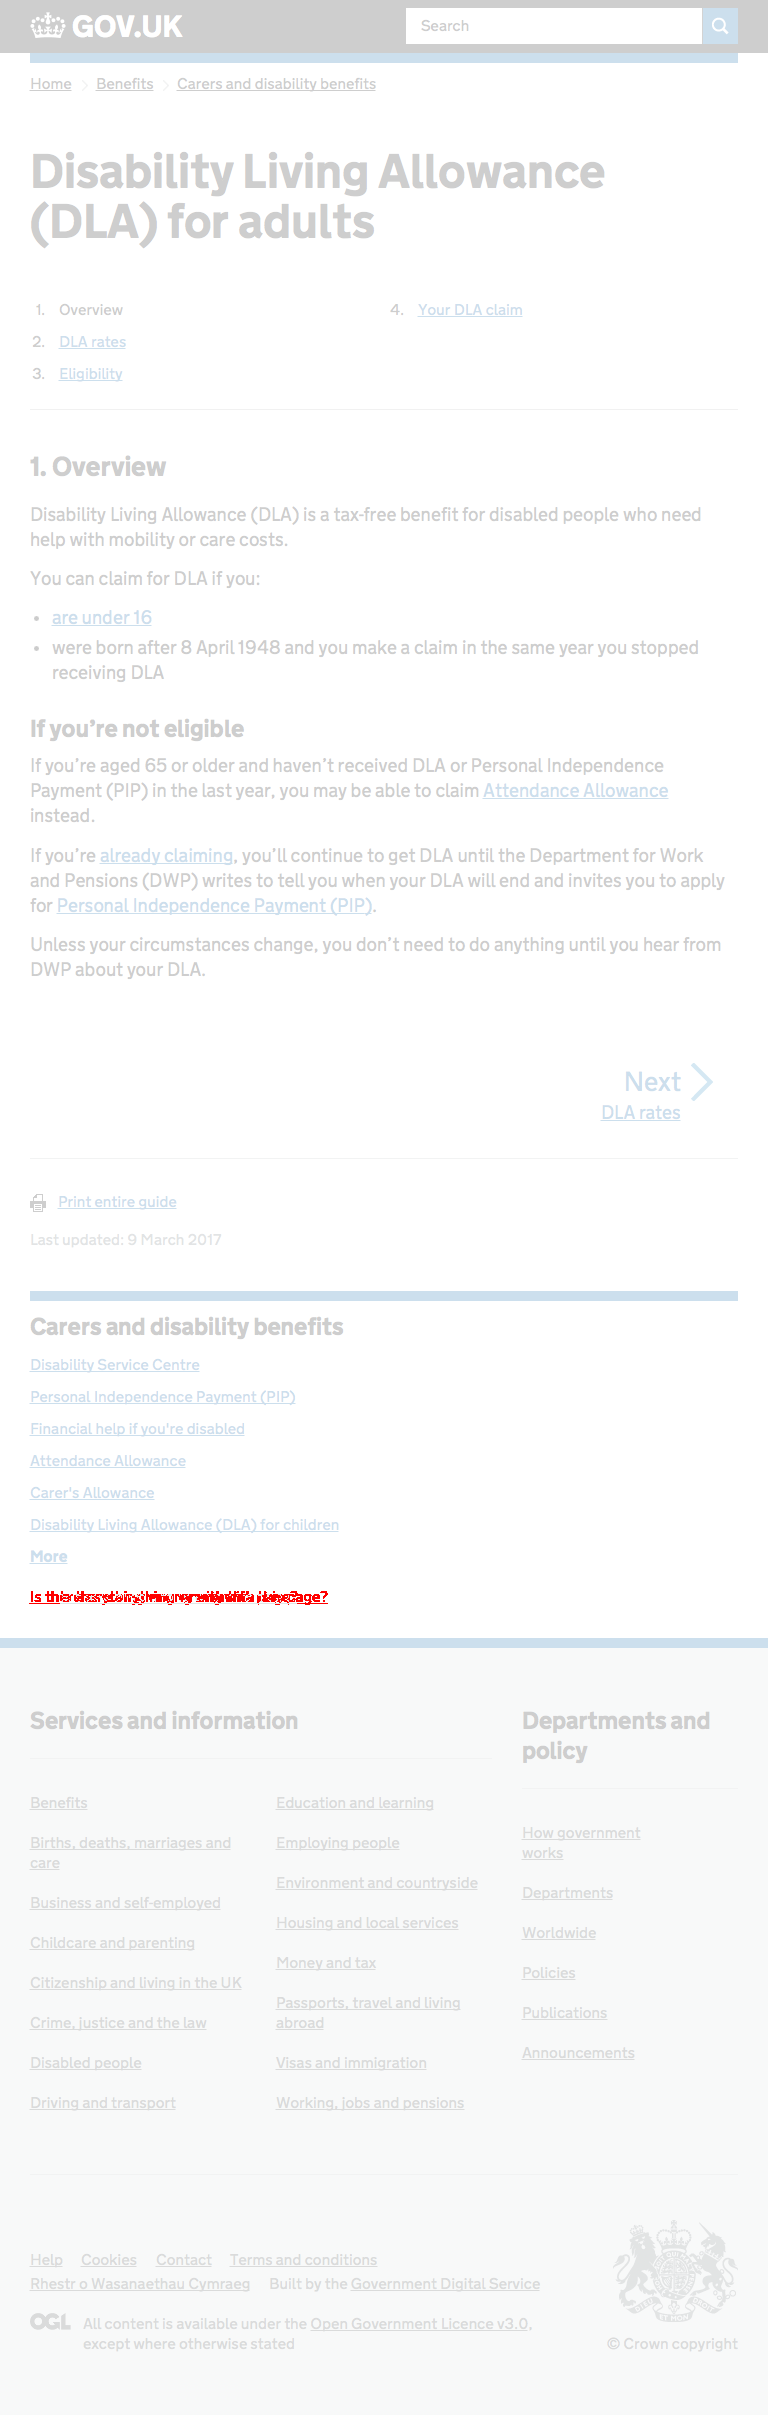 GOV.UK
Search
Home Benefits Carers and disability benefits
Disability Living Allowance
(DLA) for adults
1. Overview
2. DLA rates
3. Eligibility
4. Your DLA claim
1. Overview
Disability Living Allowance (DLA) is a tax-free benefit for disabled people who need
help with mobility or care costs.
You can claim for DLA if you:
• are under 16
• were born after 8 April 1948 and you make a claim in the same year you stopped
receiving DLA
If you’re not eligible
If you’re aged 65 or older and haven’t received DLA or Personal Independence
Payment (PIP) in the last year, you may be able to claim Attendance Allowance
instead.
If you’re already claiming, you’ll continue to get DLA until the Department for Work
and Pensions (DWP) writes to tell you when your DLA will end and invites you to apply
for Personal Independence Payment (PIP).
Unless your circumstances change, you don’t need to do anything until you hear from
DWP about your DLA.
Next
DLA rates
Print entire guide
Last updated: 9 March 2017
Carers and disability benefits
Disability Service Centre
Personal Independence Payment (PIP)
Financial help if you're disabled
Attendance Allowance
Carer's Allowance
Disability Living Allowance (DLA) for children
More
Services and information
Benefits
Births, deaths, marriages and
care
Business and self-employed
Childcare and parenting
Citizenship and living in the UK
Crime, justice and the law
Disabled people
Driving and transport
Education and learning
Employing people
Environment and countryside
Housing and local services
Money and tax
Passports, travel and living
abroad
Visas and immigration
Working, jobs and pensions
Departments and
policy
How government
works
Departments
Worldwide
Policies
Publications
Announcements
Help Cookies Contact Terms and conditions
Rhestr o Wasanaethau Cymraeg Built by the Government Digital Service
OGL All content is available under the Open Government Licence v3.0,
except where otherwise stated
© Crown copyright